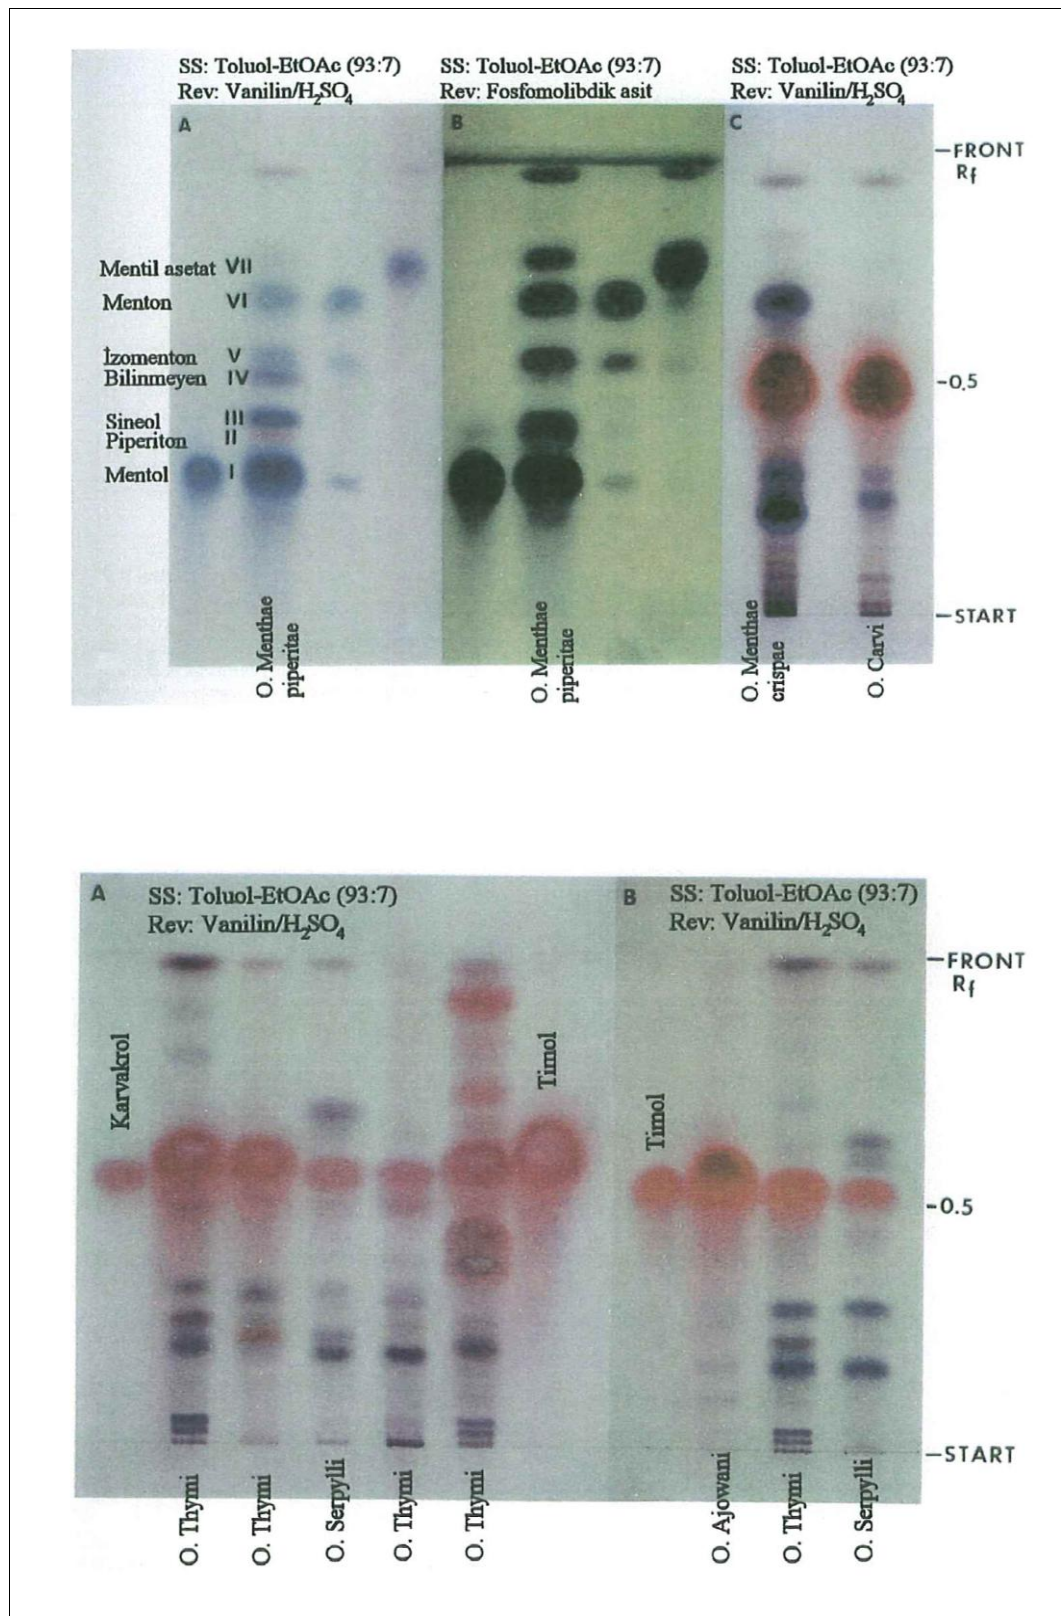 SS: Toluol-EtOAc (93:7)
Rev: Vanilin/H2SO4
SS: Toluol-EtOAc (93:7)
Rev: Fosfomolibdik asit
SS: Toluol-EtOAc (93:7)
Rev: Vanilin/H2SO4
A
B
C
FRONT
Rf
Mentil asetat VII
Menton VI
İzomenton V
Bilinmeyen IV
Sineol III
Piperiton II
Mentol I
0.5
START
O. Menthae
piperitae
O. Menthae
piperitae
O. Menthae
crispae
O. Carvi
A
SS: Toluol-EtOAc (93:7)
Rev: Vanilin/H2SO4
B
SS: Toluol-EtOAc (93:7)
Rev: Vanilin/H2SO4
FRONT
Rf
Karvakrol
Timol
Timol
0.5
START
O. Thymi
O. Thymi
O. Serpylli
O. Thymi
O. Thymi
O. Ajowani
O. Thymi
O. Serpylli